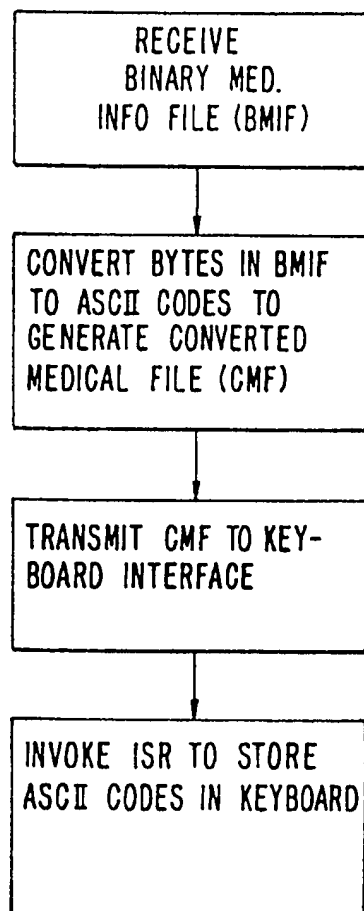 RECEIVE
BINARY MED.
INFO FILE (BMIF)
CONVERT BYTES IN BMIF
TO ASCII CODES TO
GENERATE CONVERTED
MEDICAL FILE (CMF)
TRANSMIT CMF TO KEY-
BOARD INTERFACE
INVOKE ISR TO STORE
ASCII CODES IN KEYBOARD